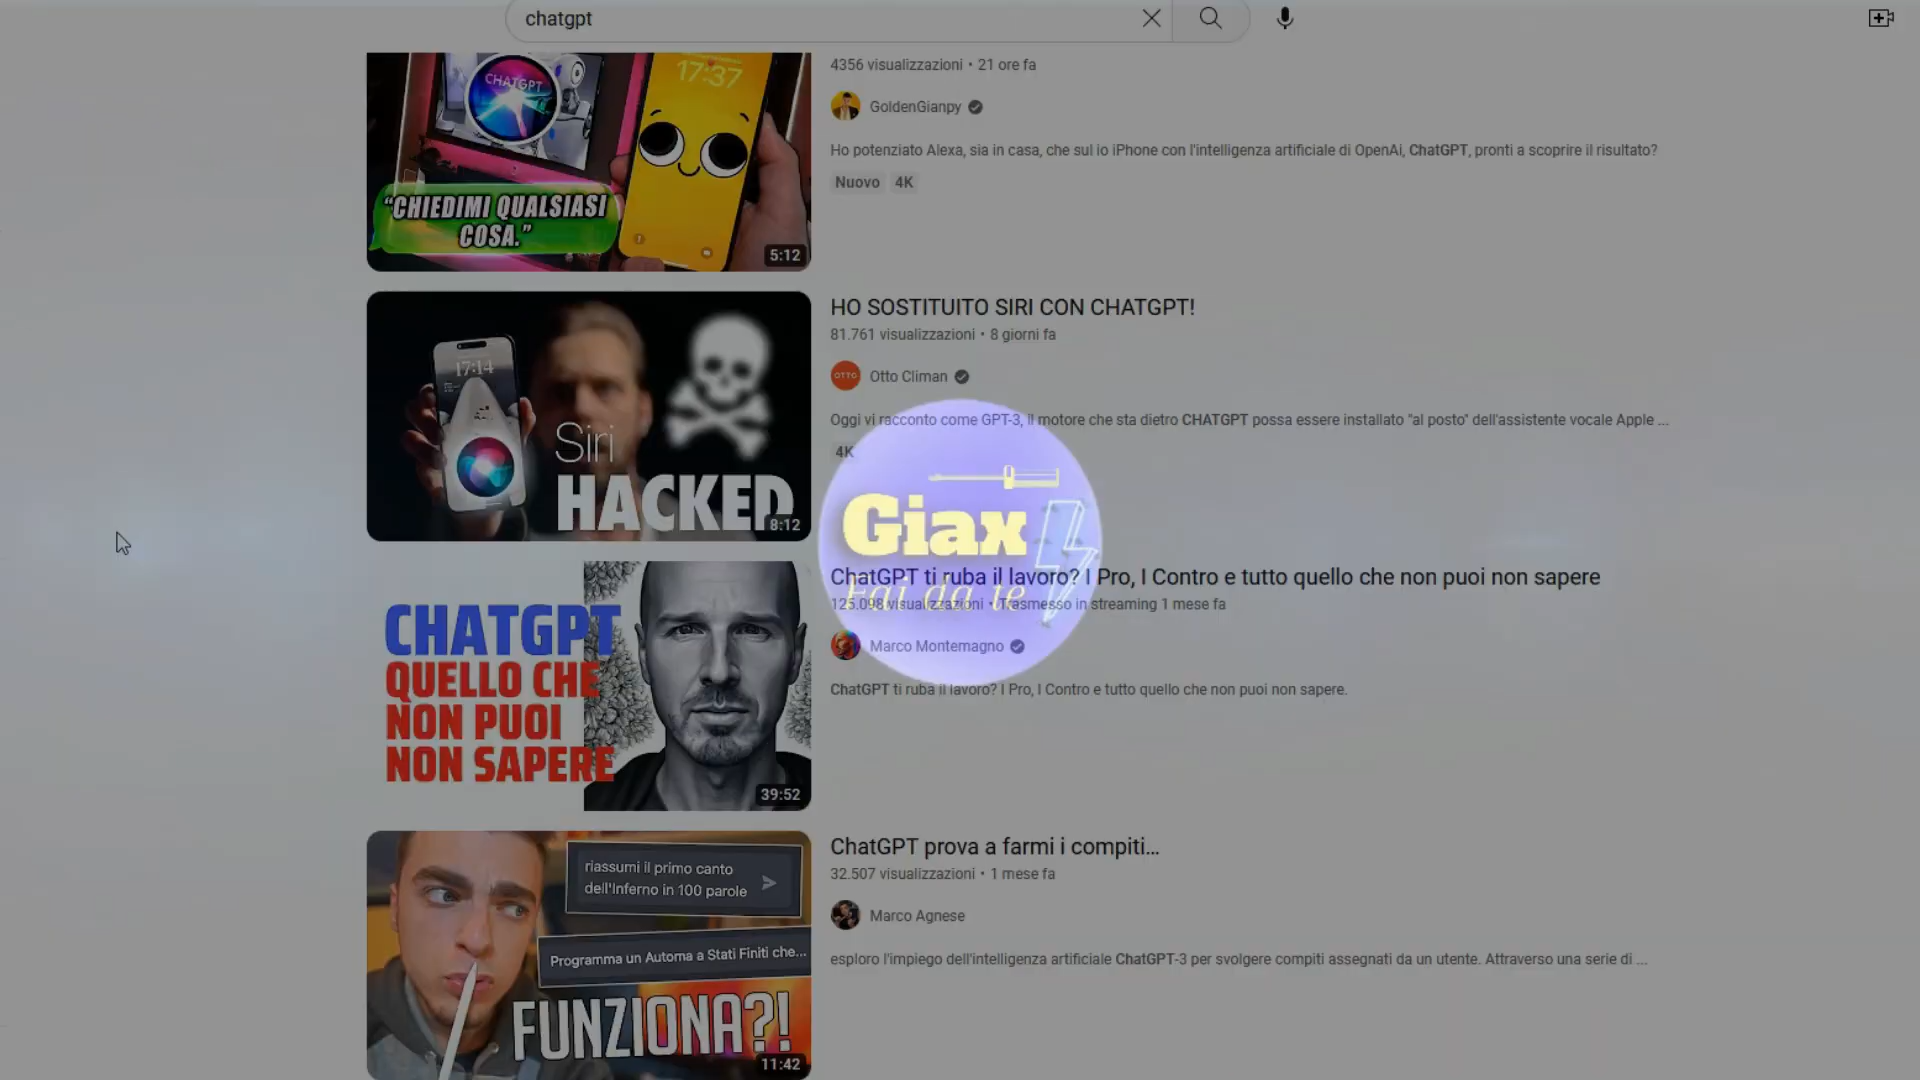 chatgpt
CHATGPT
17:37
"CHIEDIMI QUALSIASI
COSA."
5:12
4356 visualizzazioni • 21 ore fa
GoldenGianpy
Ho potenziato Alexa, sia in casa, che sul io iPhone con l'intelligenza artificiale di OpenAi, ChatGPT, pronti a scoprire il risultato?
Nuovo 4K
17:14
Siri
HACKED
8:12
HO SOSTITUITO SIRI CON CHATGPT!
81.761 visualizzazioni • 8 giorni fa
OTTO
Otto Climan
Oggi vi racconto come GPT-3, il motore che sta dietro CHATGPT possa essere installato "al posto" dell'assistente vocale Apple ...
4K
Giax
Fai da te
CHATGPT
QUELLO CHE
NON PUOI
NON SAPERE
39:52
ChatGPT ti ruba il lavoro? I Pro, I Contro e tutto quello che non puoi non sapere
125.098 visualizzazioni • Trasmesso in streaming 1 mese fa
Marco Montemagno
ChatGPT ti ruba il lavoro? I Pro, I Contro e tutto quello che non puoi non sapere.
riassumi il primo canto
dell'Inferno in 100 parole
Programma un Automa a Stati Finiti che...
FUNZIONA?!
11:42
ChatGPT prova a farmi i compiti...
32.507 visualizzazioni • 1 mese fa
Marco Agnese
esploro l'impiego dell'intelligenza artificiale ChatGPT-3 per svolgere compiti assegnati da un utente. Attraverso una serie di ...